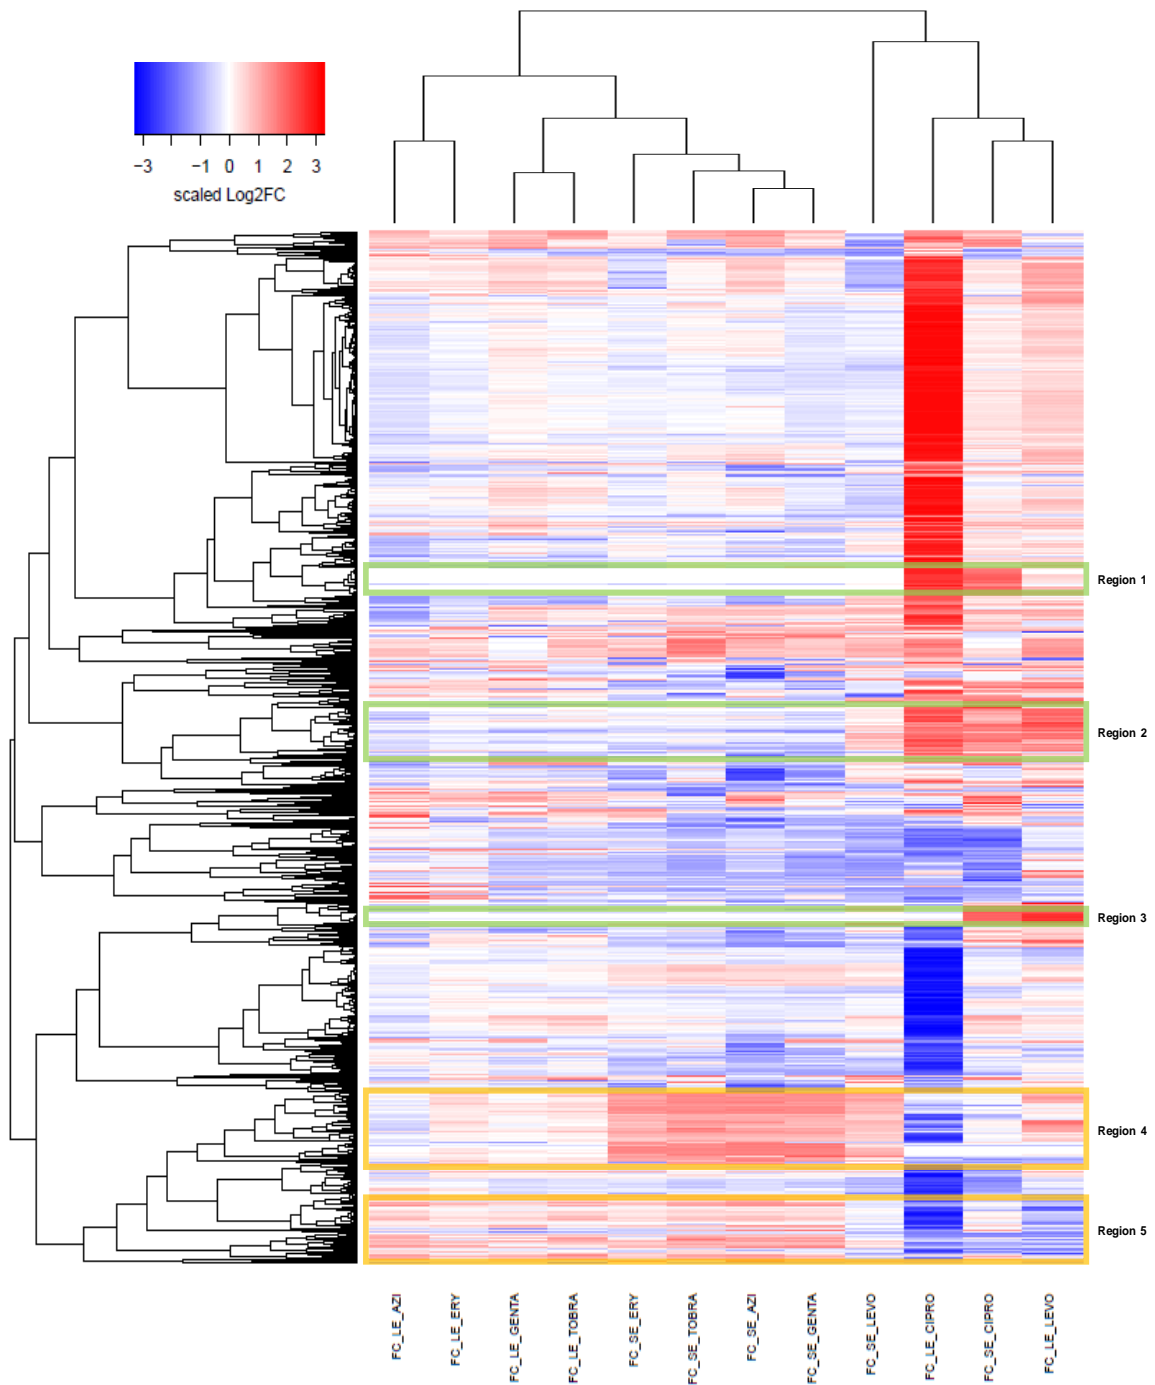 −3 −1 0 1 2 3
scaled Log2FC
Region 1
Region 2
Region 3
Region 4
Region 5
FC_LE_AZI
FC_LE_ERY
FC_LE_GENTA
FC_LE_TOBRA
FC_SE_ERY
FC_SE_TOBRA
FC_SE_AZI
FC_SE_GENTA
FC_SE_LEVO
FC_LE_CIPRO
FC_SE_CIPRO
FC_LE_LEVO